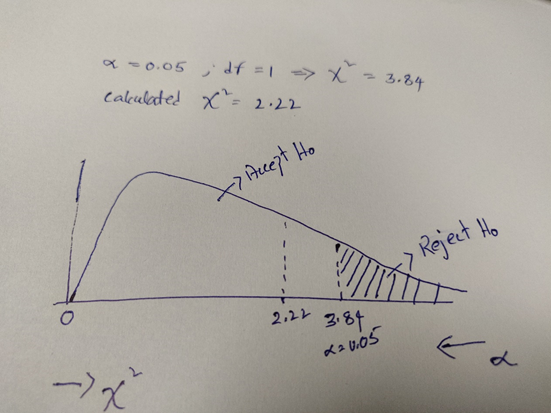 α = 0.05 ; df = 1 ⇒ χ² = 3.84
calculated χ² = 2.22
Accept Ho
Reject Ho
0
2.22
3.84
α=0.05
← α
→ χ²